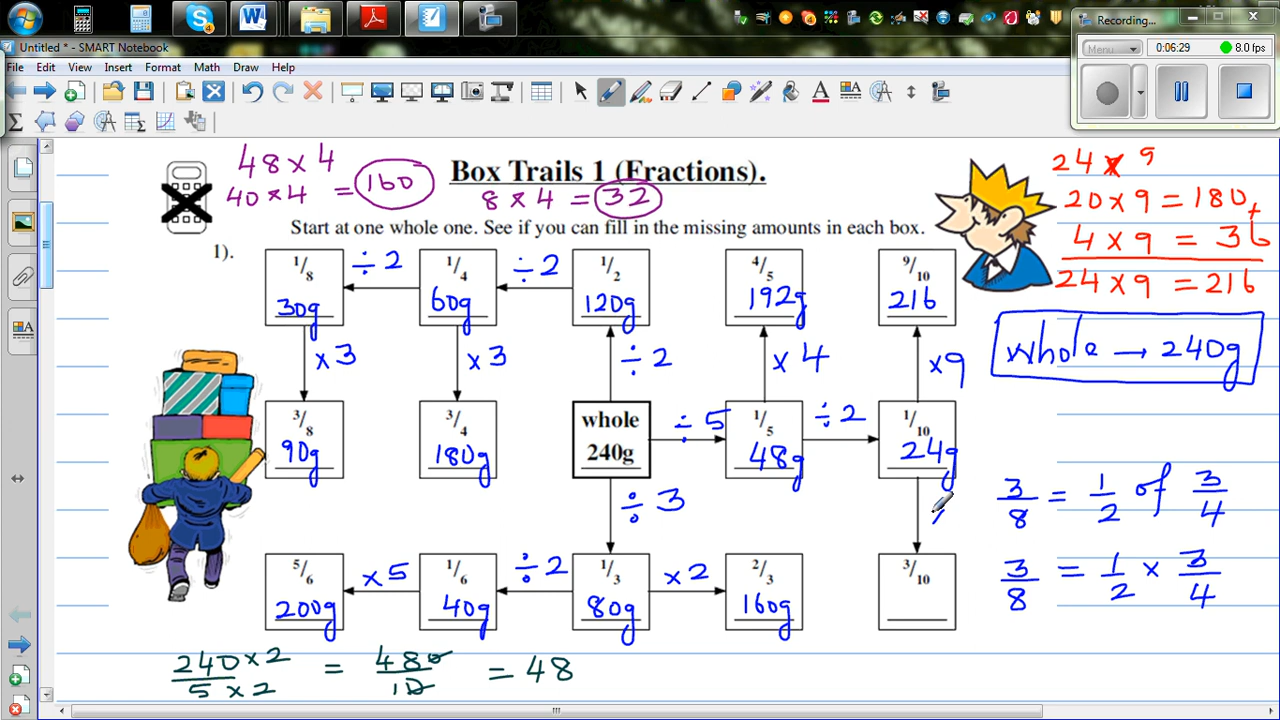 Recording...
Untitled * - SMART Notebook
Menu
0:06:29
8.0 fps
File Edit View Insert Format Math Draw Help
48 × 4
40 × 4 = 160
8 × 4 = 32
Box Trails 1 (Fractions).
24 × 9
20 × 9 = 180 +
4 × 9 = 36
24 × 9 = 216
Start at one whole one. See if you can fill in the missing amounts in each box.
1).
1/8 30g
÷2
1/4 60g
÷2
1/2 120g
4/5 192g
9/10 216
whole → 240g
×3
×3
÷2
×4
×9
3/8 90g
3/4 180g
whole 240g
÷5
1/5 48g
÷2
1/10 24g
÷3
3/8 = 1/2 of 3/4
5/6 200g
×5
1/6 40g
÷2
1/3 80g
×2
2/3 160g
3/10
3/8 = 1/2 × 3/4
240×2 / 5×2 = 480/10 = 48